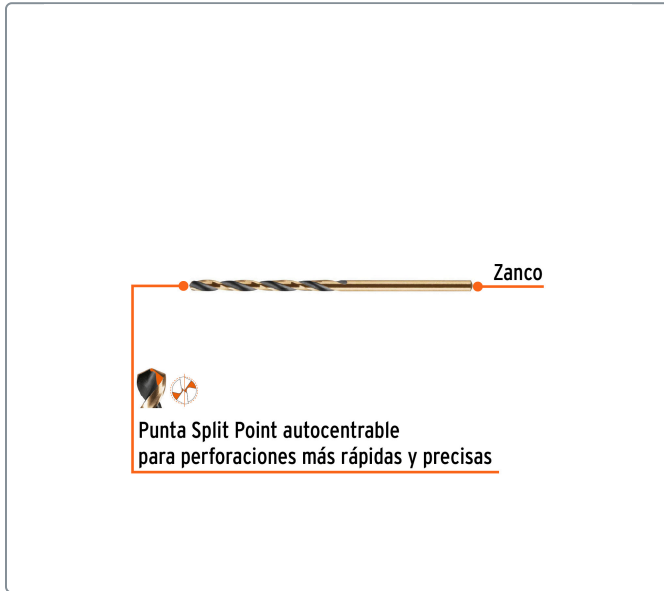 Zanco
Punta Split Point autocentrable
para perforaciones más rápidas y precisas